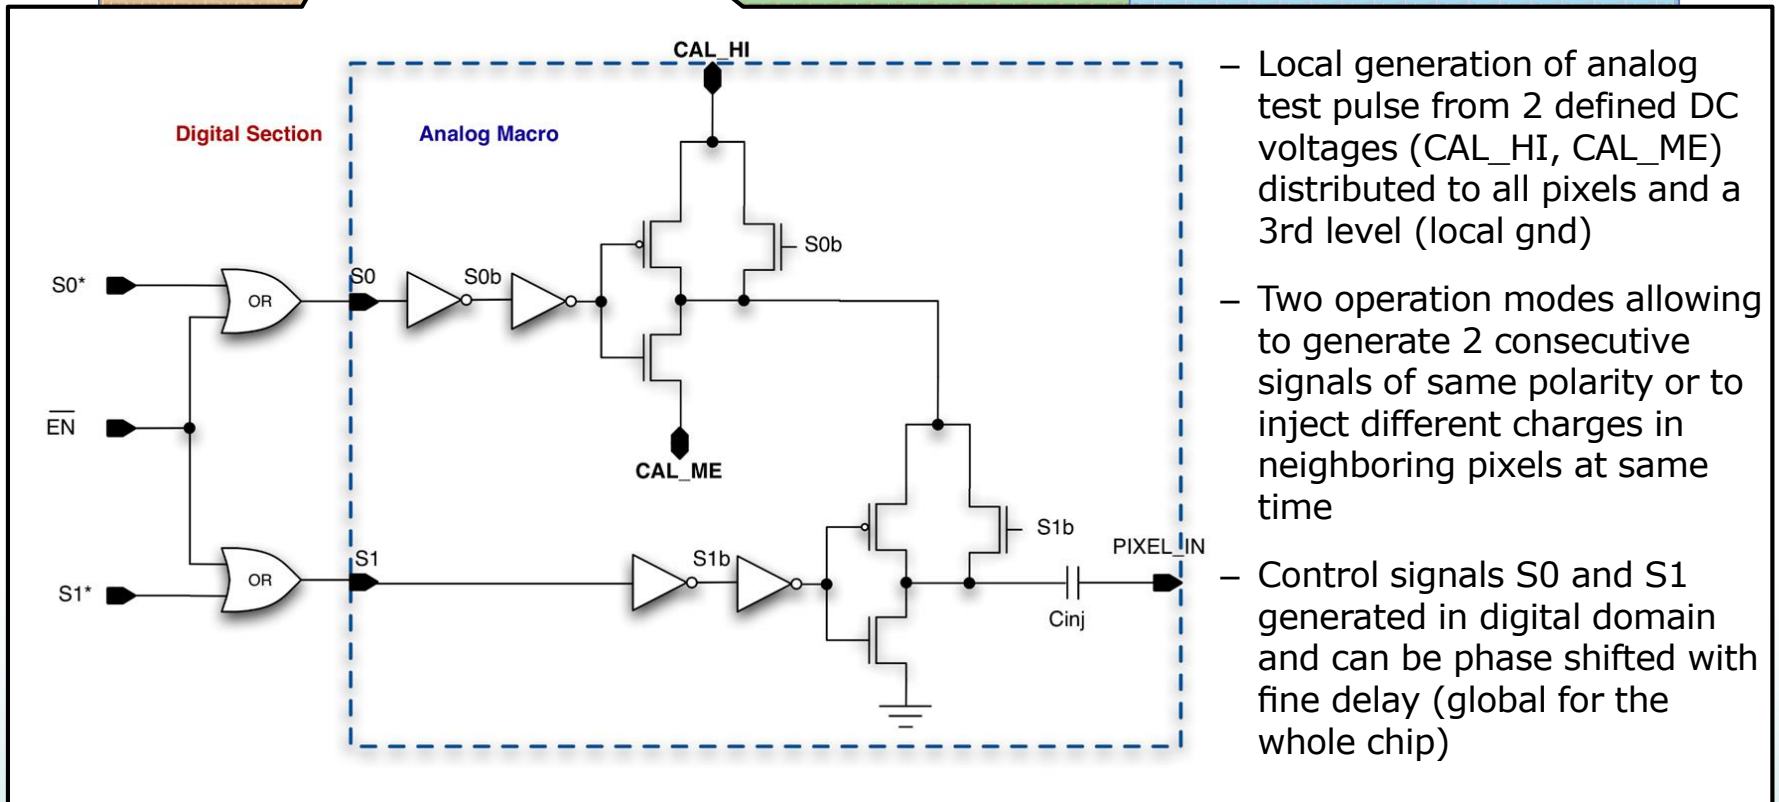 CAL_HI
Digital Section
Analog Macro
S0b
S0*
OR
S0
S0b
EN
CAL_ME
S1b
PIXEL_IN
S1*
OR
S1
S1b
Cinj
– Local generation of analog
test pulse from 2 defined DC
voltages (CAL_HI, CAL_ME)
distributed to all pixels and a
3rd level (local gnd)
– Two operation modes allowing
to generate 2 consecutive
signals of same polarity or to
inject different charges in
neighboring pixels at same
time
– Control signals S0 and S1
generated in digital domain
and can be phase shifted with
fine delay (global for the
whole chip)